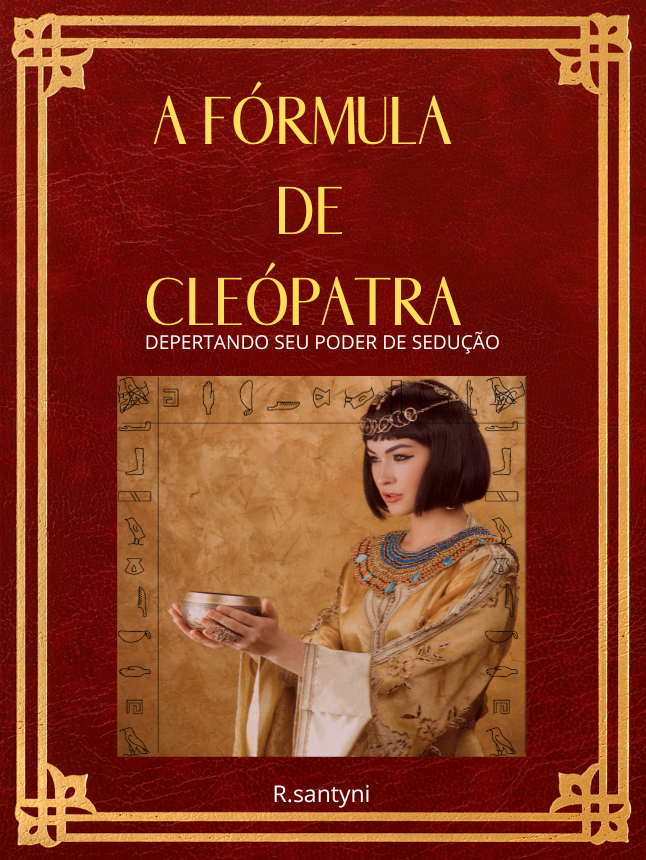 A FÓRMULA
DE
CLEÓPATRA
DEPERTANDO SEU PODER DE SEDUÇÃO
R.santyni